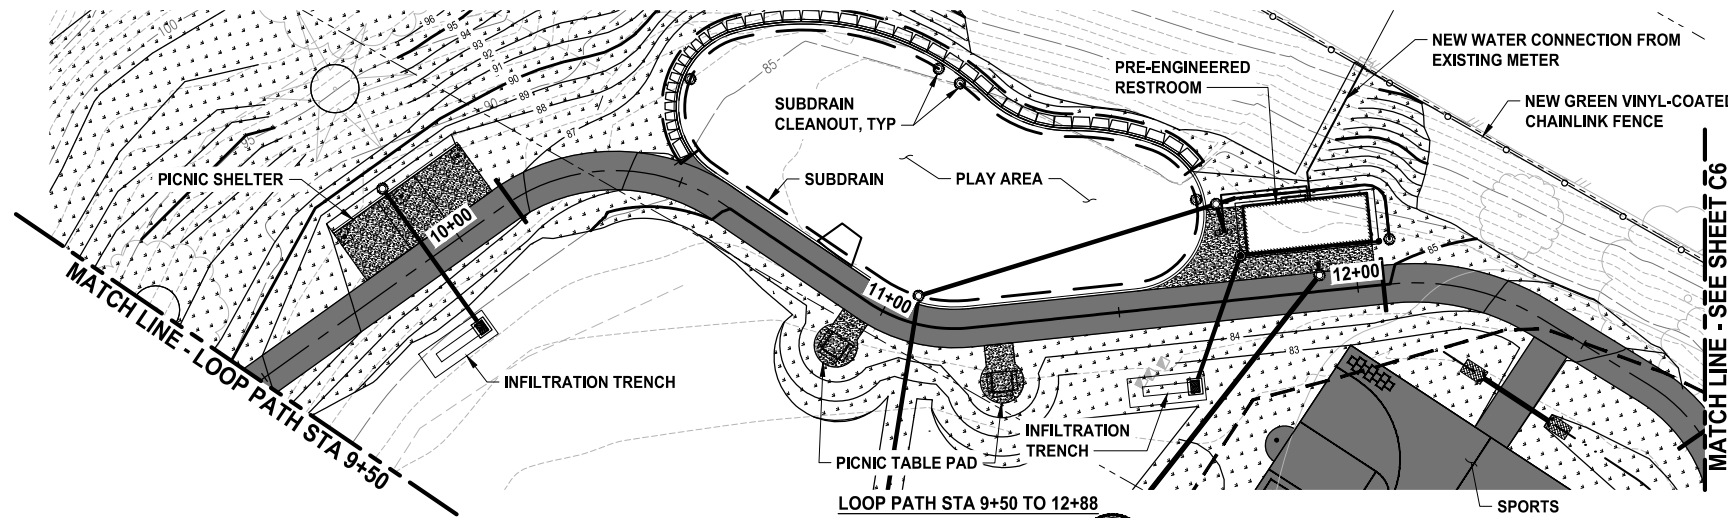 100
96
95
94
93
92
91
90
90
89
88
87
95
85
SUBDRAIN
CLEANOUT, TYP
PRE-ENGINEERED
RESTROOM
NEW WATER CONNECTION FROM
EXISTING METER
NEW GREEN VINYL-COATED
CHAINLINK FENCE
PICNIC SHELTER
SUBDRAIN
PLAY AREA
10+00
11+00
12+00
85
84
83
MATCH LINE - LOOP PATH STA 9+50
INFILTRATION TRENCH
PICNIC TABLE PAD
INFILTRATION
TRENCH
MATCH LINE - SEE SHEET C6
LOOP PATH STA 9+50 TO 12+88
SPORTS